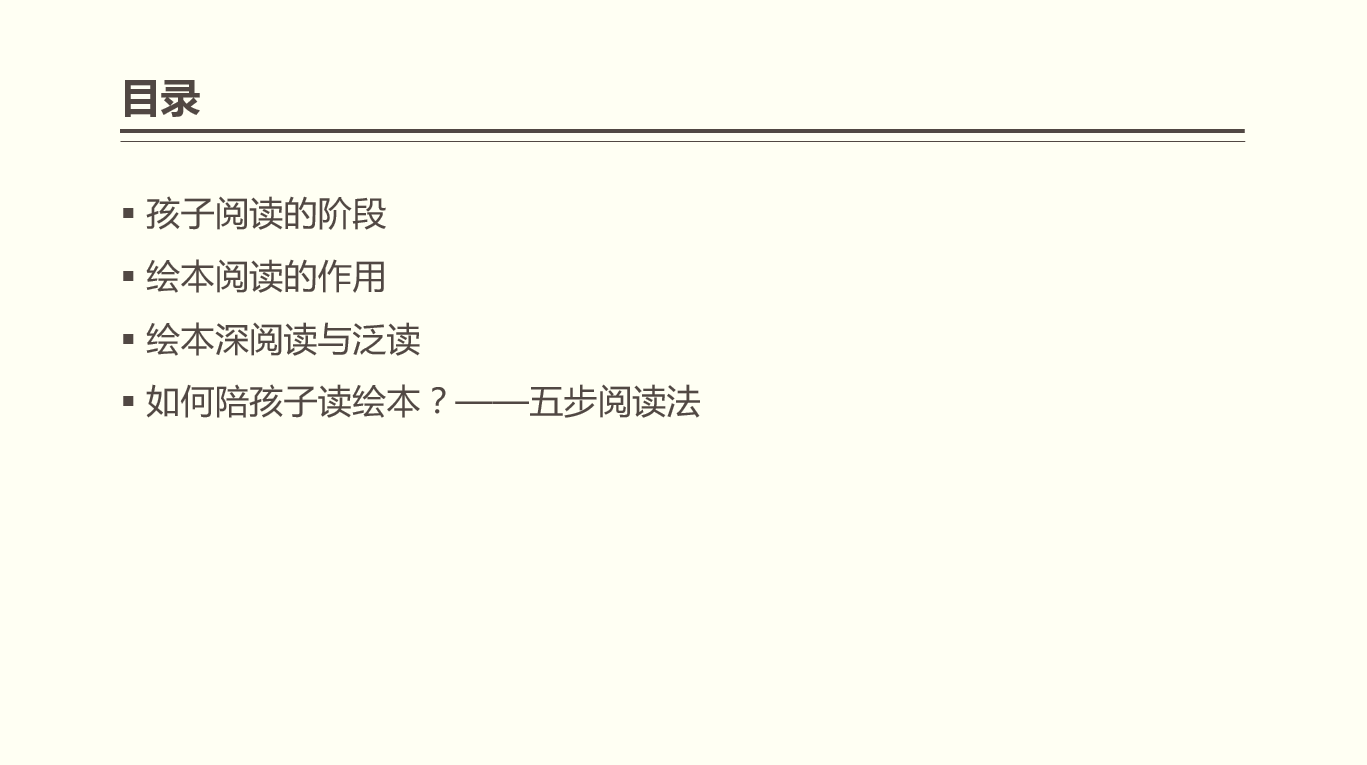 目录
▪ 孩子阅读的阶段
▪ 绘本阅读的作用
▪ 绘本深阅读与泛读
▪ 如何陪孩子读绘本？——五步阅读法